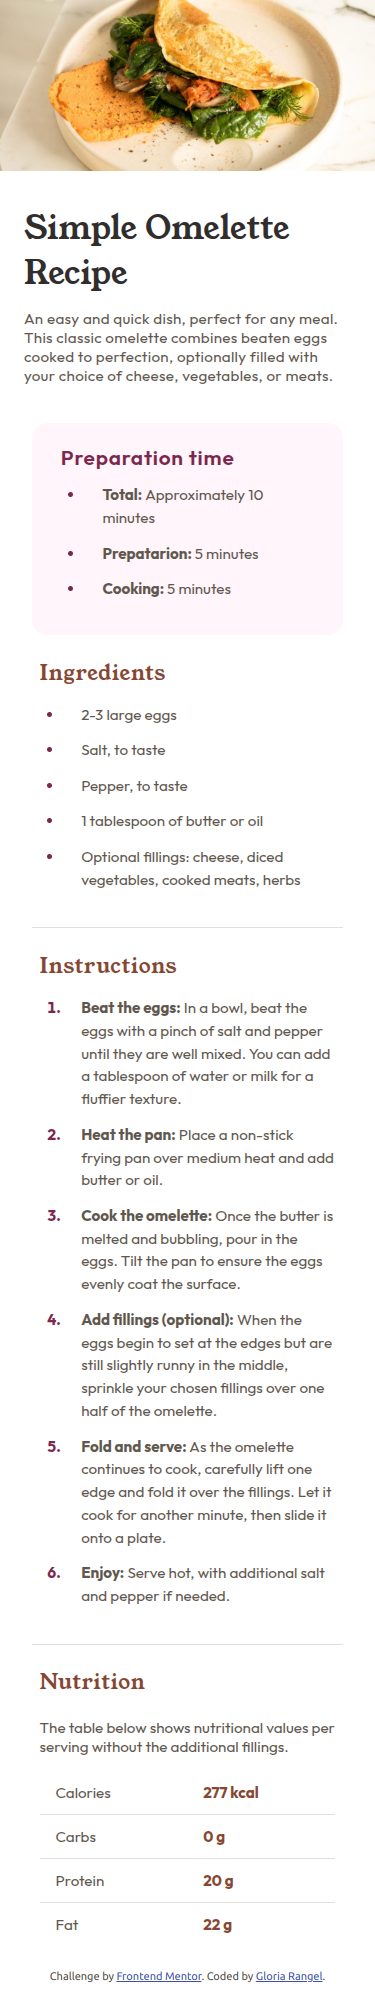 Simple Omelette
Recipe
An easy and quick dish, perfect for any meal.
This classic omelette combines beaten eggs
cooked to perfection, optionally filled with
your choice of cheese, vegetables, or meats.
Preparation time
• Total: Approximately 10
minutes
• Prepatarion: 5 minutes
• Cooking: 5 minutes
Ingredients
• 2-3 large eggs
• Salt, to taste
• Pepper, to taste
• 1 tablespoon of butter or oil
• Optional fillings: cheese, diced
vegetables, cooked meats, herbs
Instructions
1. Beat the eggs: In a bowl, beat the
eggs with a pinch of salt and pepper
until they are well mixed. You can add
a tablespoon of water or milk for a
fluffier texture.
2. Heat the pan: Place a non-stick
frying pan over medium heat and add
butter or oil.
3. Cook the omelette: Once the butter is
melted and bubbling, pour in the
eggs. Tilt the pan to ensure the eggs
evenly coat the surface.
4. Add fillings (optional): When the
eggs begin to set at the edges but are
still slightly runny in the middle,
sprinkle your chosen fillings over one
half of the omelette.
5. Fold and serve: As the omelette
continues to cook, carefully lift one
edge and fold it over the fillings. Let it
cook for another minute, then slide it
onto a plate.
6. Enjoy: Serve hot, with additional salt
and pepper if needed.
Nutrition
The table below shows nutritional values per
serving without the additional fillings.
Calories 277 kcal
Carbs 0 g
Protein 20 g
Fat 22 g
Challenge by Frontend Mentor. Coded by Gloria Rangel.